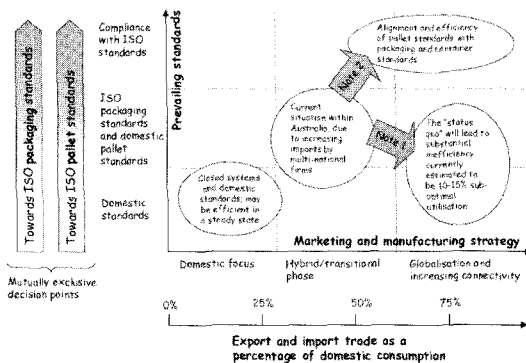 Towards ISO packaging standards
Towards ISO pallet standards
Mutually exclusive
decision points
Compliance
with ISO
standards
ISO
packaging
standards
and domestic
pallet
standards
Domestic
standards
Prevailing standards
Alignment and efficiency
of pallet standards with
packaging and container
standards
Note 2
Current
situation within
Australia, due
to increasing
imports by
multi-national
firms
Note 1
The "status
quo" will lead to
substantial
inefficiency
currently
estimated to
be 10-15% sub-
optimal
utilisation
Closed systems
and domestic
standards; may
be efficient in
a steady state
Marketing and manufacturing strategy
Domestic focus
Hybrid/transitional
phase
Globalisation and
increasing connectivity
0%
25%
50%
75%
Export and import trade as a
percentage of domestic consumption